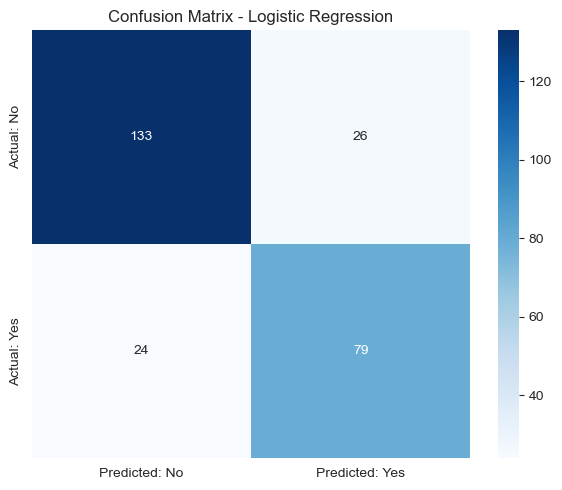 Confusion Matrix - Logistic Regression
Actual: No
133
26
120
100
80
Actual: Yes
24
79
60
40
Predicted: No
Predicted: Yes